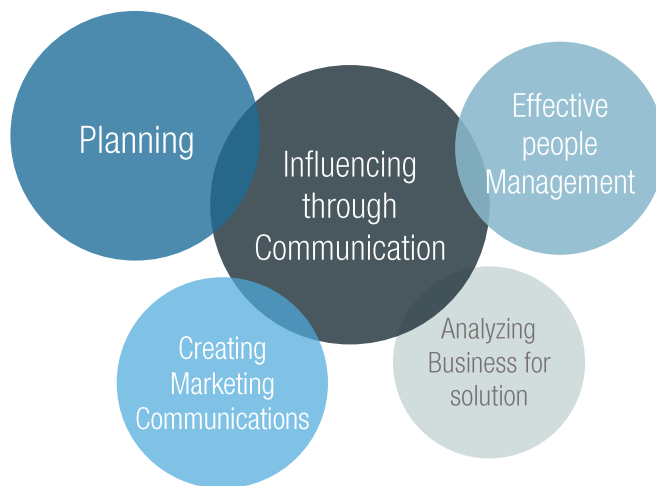 Planning
Influencing
through
Communication
Effective
people
Management
Creating
Marketing
Communications
Analyzing
Business for
solution